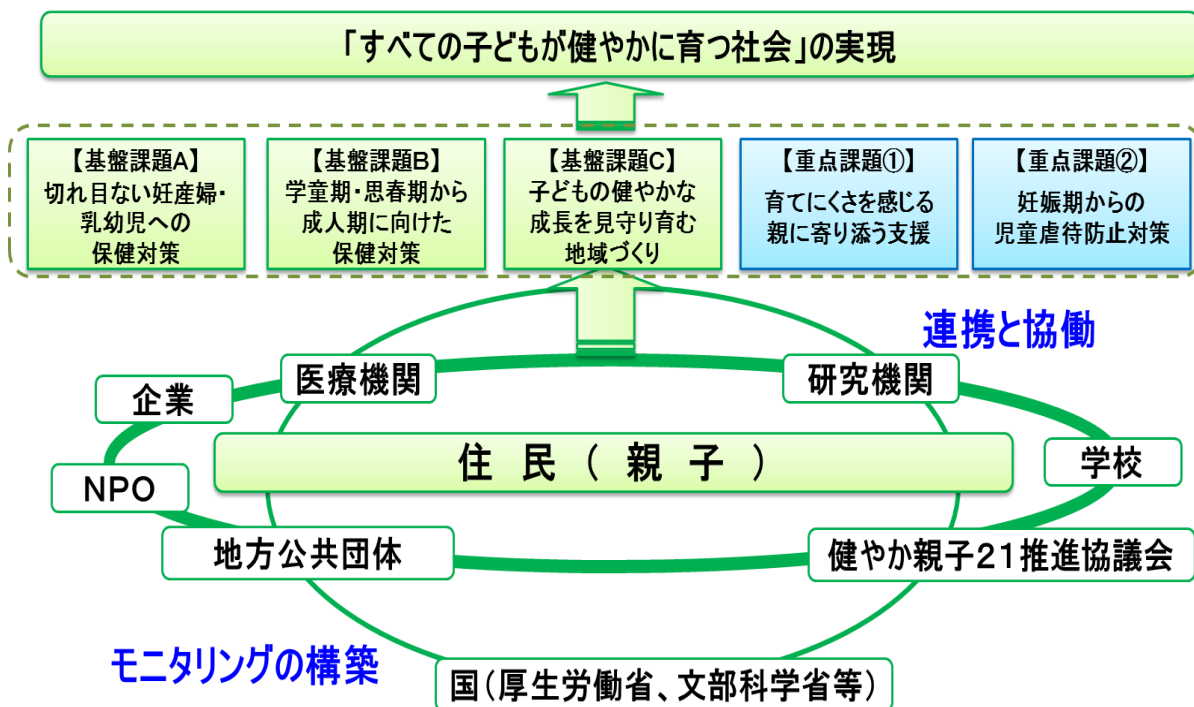 「すべての子どもが健やかに育つ社会」の実現
【基盤課題A】
切れ目ない妊産婦・
乳幼児への
保健対策
【基盤課題B】
学童期・思春期から
成人期に向けた
保健対策
【基盤課題C】
子どもの健やかな
成長を見守り育む
地域づくり
【重点課題①】
育てにくさを感じる
親に寄り添う支援
【重点課題②】
妊娠期からの
児童虐待防止対策
連携と協働
医療機関
研究機関
企業
住民(親子)
学校
NPO
地方公共団体
健やか親子21推進協議会
モニタリングの構築
国(厚生労働省、文部科学省等)